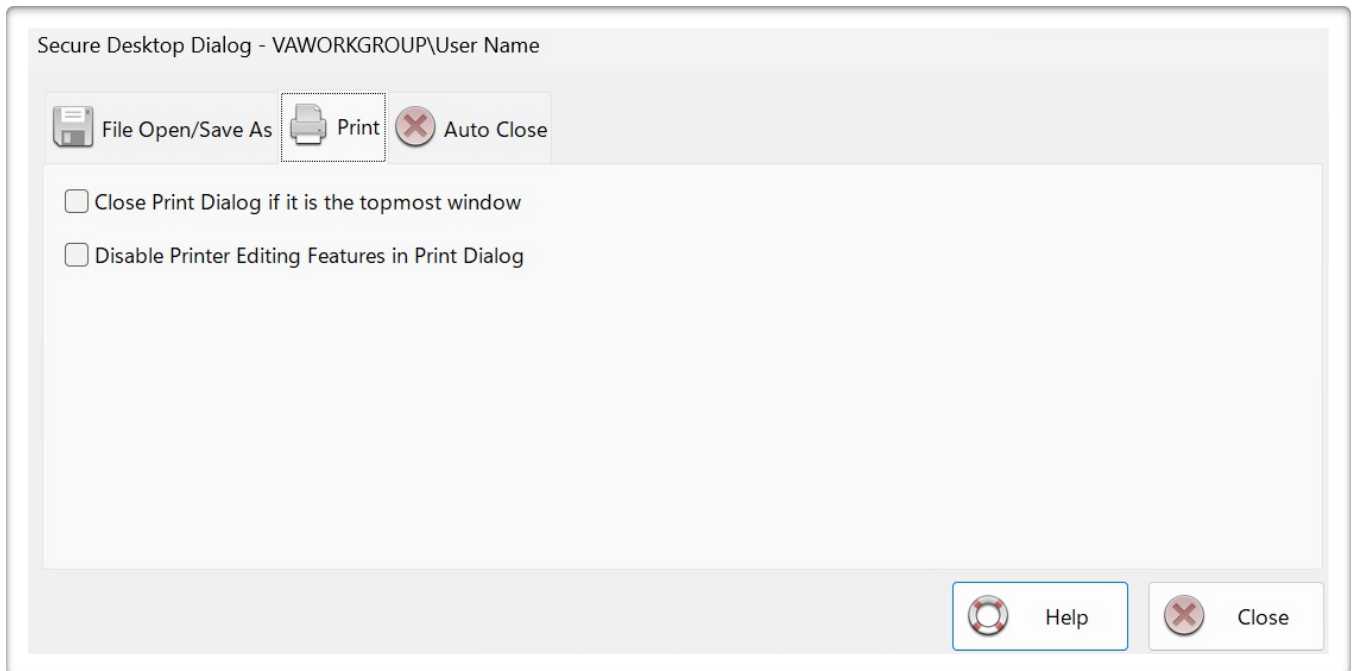 Secure Desktop Dialog - VAWORKGROUP\User Name
File Open/Save As Print Auto Close
Close Print Dialog if it is the topmost window
Disable Printer Editing Features in Print Dialog
Help Close